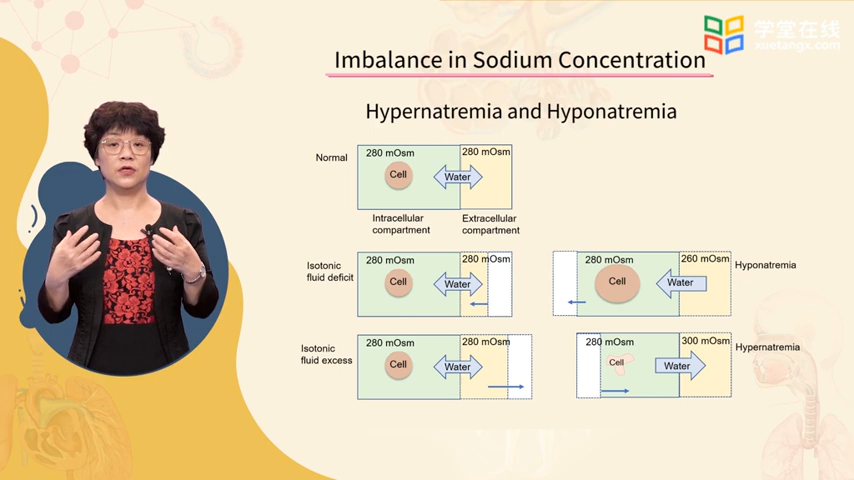 学堂在线
xuetangx.com
Imbalance in Sodium Concentration
Hypernatremia and Hyponatremia
Normal
280 mOsm
280 mOsm
Cell
Water
Intracellular
compartment
Extracellular
compartment
Isotonic
fluid deficit
280 mOsm
280 mOsm
Cell
Water
280 mOsm
260 mOsm
Cell
Water
Hyponatremia
Isotonic
fluid excess
280 mOsm
280 mOsm
Cell
Water
280 mOsm
300 mOsm
Cell
Water
Hypernatremia